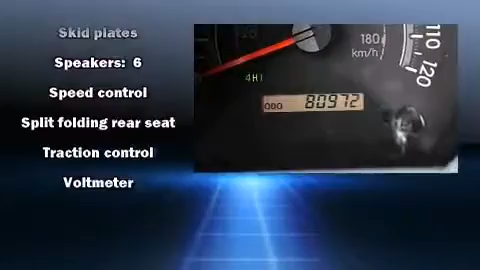 Skid plates
Speakers: 6
Speed control
Split folding rear seat
Traction control
Voltmeter
180
km/h
110
120
4HI
ODO 80972